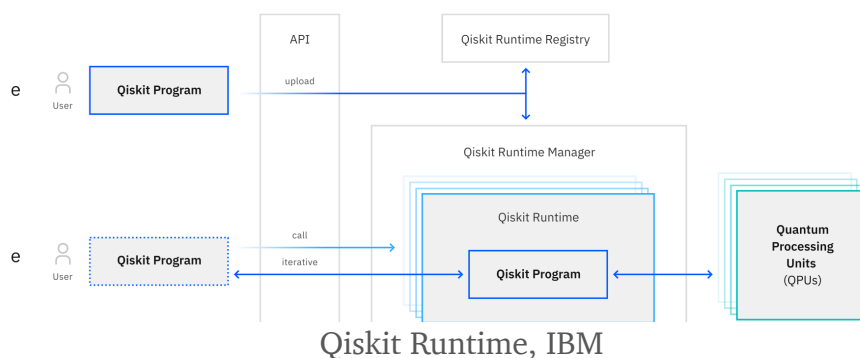 API
Qiskit Runtime Registry
e
User
Qiskit Program
upload
Qiskit Runtime Manager
Qiskit Runtime
call
e
User
Qiskit Program
iterative
Qiskit Program
Quantum
Processing
Units
(QPUs)
Qiskit Runtime, IBM